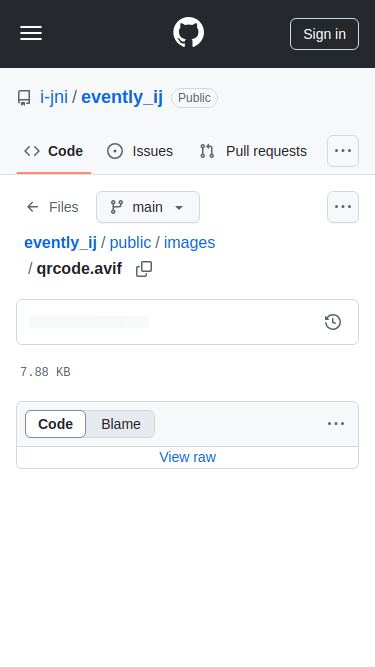 Sign in
i-jni / evently_ij Public
Code Issues Pull requests
Files main
evently_ij / public / images
/ qrcode.avif
7.88 KB
Code Blame
View raw